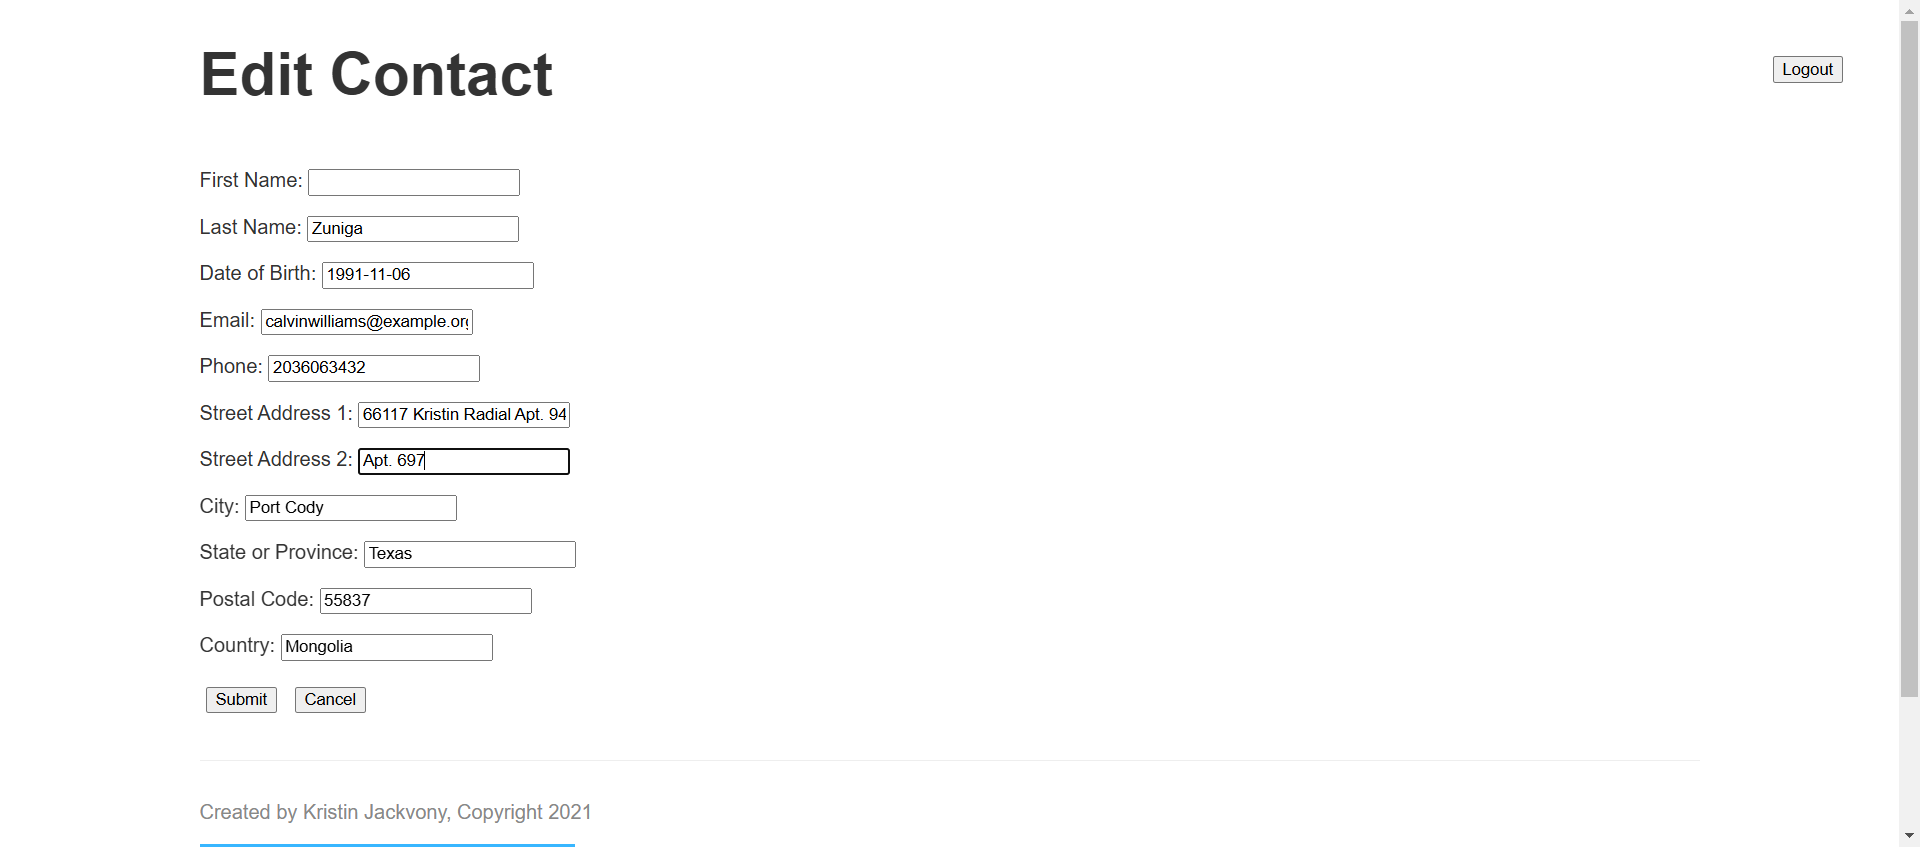 Edit Contact
Logout
First Name:
Last Name: Zuniga
Date of Birth: 1991-11-06
Email: calvinwilliams@example.org
Phone: 2036063432
Street Address 1: 66117 Kristin Radial Apt. 94
Street Address 2: Apt. 697
City: Port Cody
State or Province: Texas
Postal Code: 55837
Country: Mongolia
Submit Cancel
Created by Kristin Jackvony, Copyright 2021